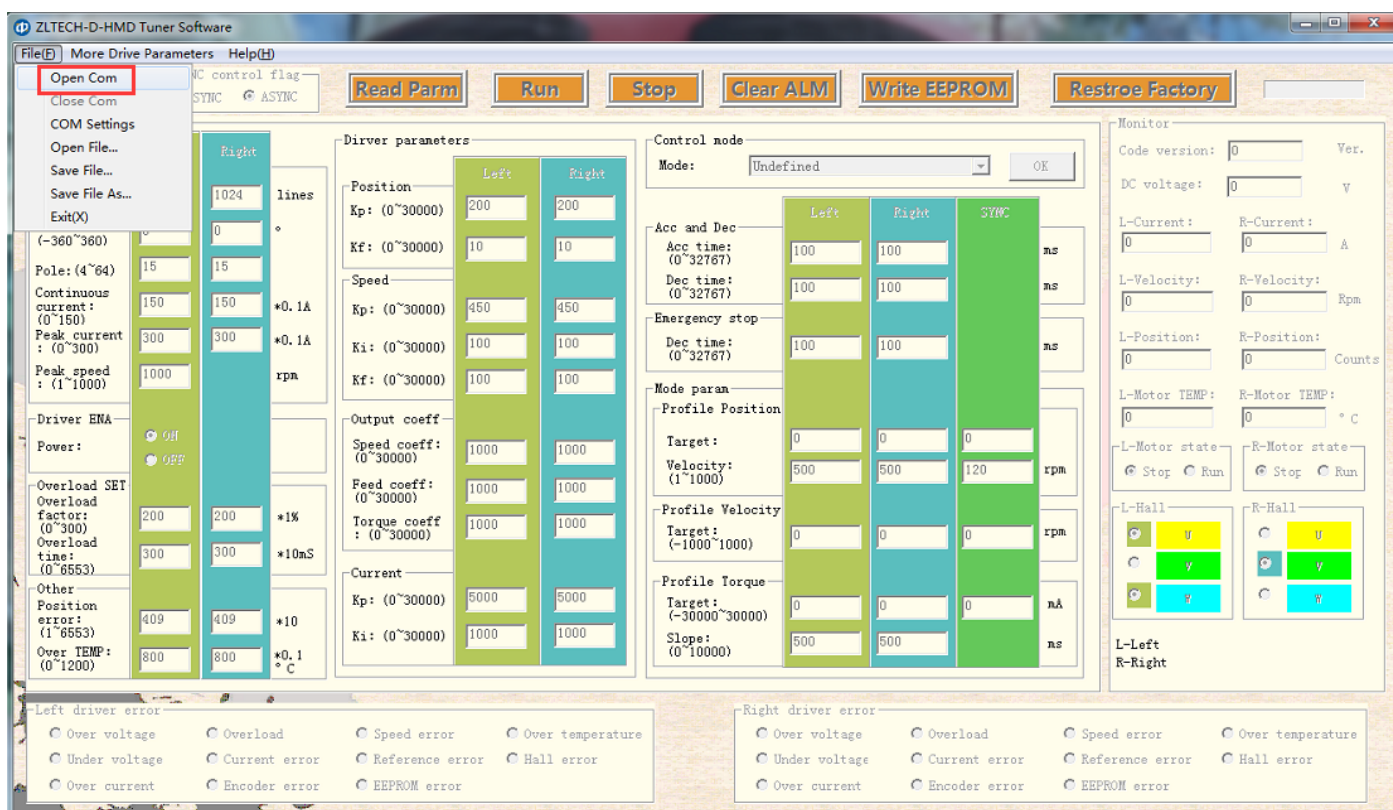 ZLTECH-D-HMD Tuner Software
File(F) More Drive Parameters Help(H)
Open Com
Close Com
COM Settings
Open File...
Save File...
Save File As...
Exit(X)
NC control flag
SYNC ASYNC
Read Parm Run Stop Clear ALM Write EEPROM Restroe Factory
Right
1024 lines
(-360~360) 0 0 °
Pole:(4~64) 15 15
Continuous
current:
(0~150) 150 150 *0.1A
Peak current
: (0~300) 300 300 *0.1A
Peak speed
: (1~1000) 1000 rpm
Driver ENA
Power: ON
OFF
Overload SET
Overload
factor:
(0~300) 200 200 *1%
Overload
time:
(0~6553) 300 300 *10mS
Other
Position
error:
(1~6553) 409 409 *10
Over TEMP:
(0~1200) 800 800 *0.1
° C
Dirver parameters
Left Right
Position
Kp: (0~30000) 200 200
Kf: (0~30000) 10 10
Speed
Kp: (0~30000) 450 450
Ki: (0~30000) 100 100
Kf: (0~30000) 100 100
Output coeff
Speed coeff:
(0~30000) 1000 1000
Feed coeff:
(0~30000) 1000 1000
Torque coeff
: (0~30000) 1000 1000
Current
Kp: (0~30000) 5000 5000
Ki: (0~30000) 1000 1000
Control mode
Mode: Undefined OK
Left Right SYNC
Acc and Dec
Acc time:
(0~32767) 100 100 ms
Dec time:
(0~32767) 100 100 ms
Emergency stop
Dec time:
(0~32767) 100 100 ms
Mode param
Profile Position
Target: 0 0 0
Velocity:
(1~1000) 500 500 120 rpm
Profile Velocity
Target:
(-1000~1000) 0 0 0 rpm
Profile Torque
Target:
(-30000~30000) 0 0 0 mA
Slope:
(0~10000) 500 500 ms
Monitor
Code version: 0 Ver.
DC voltage: 0 V
L-Current: R-Current:
0 0 A
L-Velocity: R-Velocity:
0 0 Rpm
L-Position: R-Position:
0 0 Counts
L-Motor TEMP: R-Motor TEMP:
0 0 ° C
L-Motor state R-Motor state
Stop Run Stop Run
L-Hall R-Hall
U U
V V
W W
L-Left
R-Right
Left driver error
Over voltage Overload Speed error Over temperature
Under voltage Current error Reference error Hall error
Over current Encoder error EEPROM error
Right driver error
Over voltage Overload Speed error Over temperature
Under voltage Current error Reference error Hall error
Over current Encoder error EEPROM error